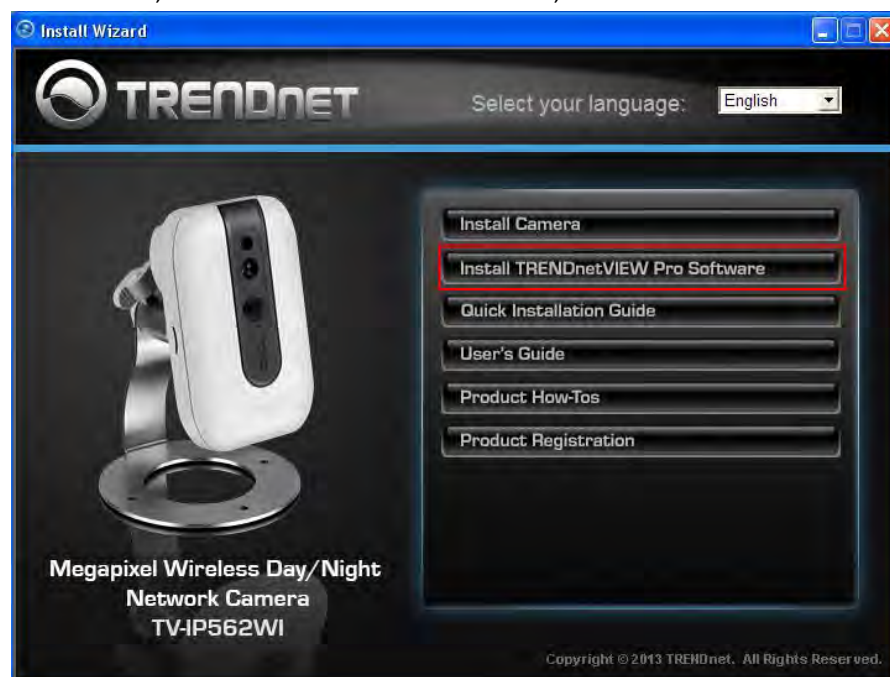 Install Wizard
TRENDNET
Select your language:
English
Install Camera
Install TRENDnetVIEW Pro Software
Quick Installation Guide
User's Guide
Product How-Tos
Product Registration
Megapixel Wireless Day/Night
Network Camera
TV-IP562WI
Copyright © 2013 TRENDnet. All Rights Reserved.